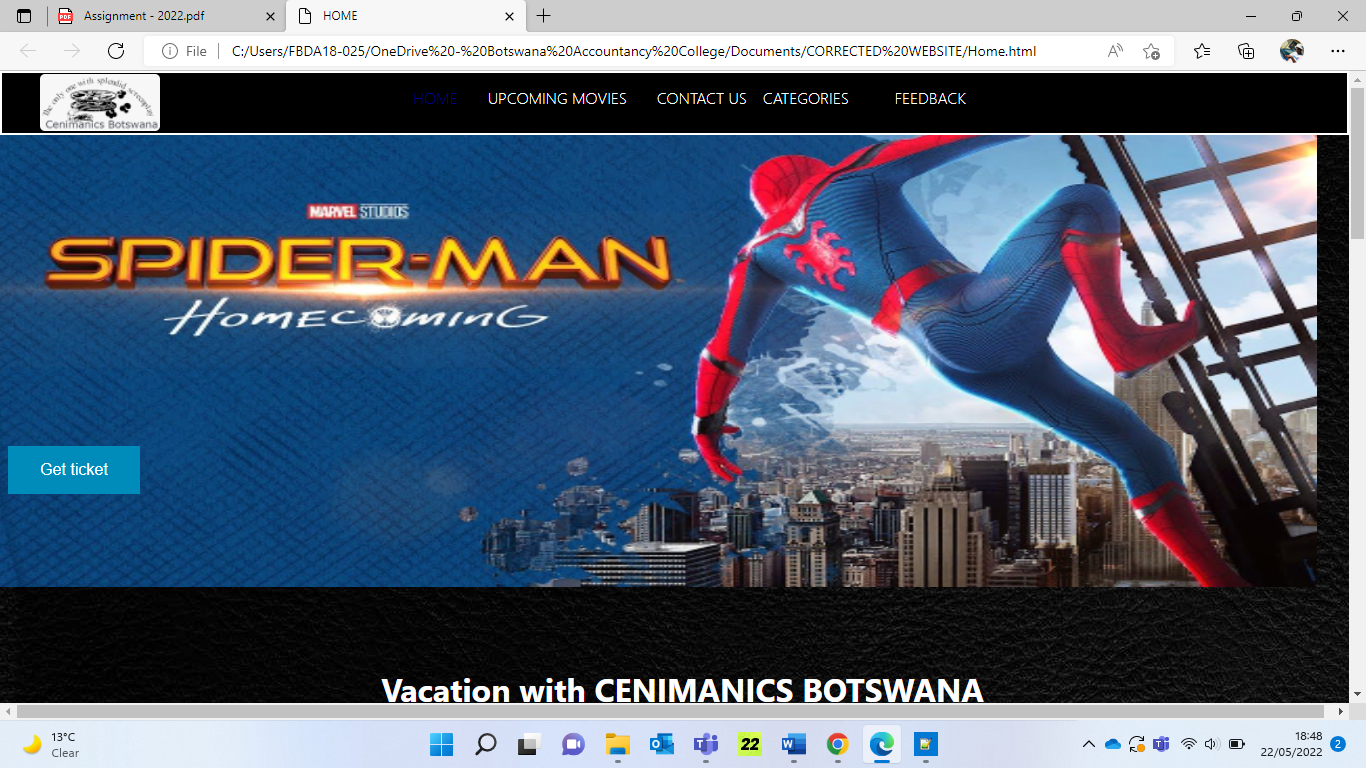 Assignment - 2022.pdf
HOME
File
C:/Users/FBDA18-025/OneDrive%20-%20Botswana%20Accountancy%20College/Documents/CORRECTED%20WEBSITE/Home.html
The only one with splendid screenplay
Cenimanics Botswana
HOME UPCOMING MOVIES CONTACT US CATEGORIES FEEDBACK
MARVEL STUDIOS
SPIDER-MAN
HOMECOMING
Get ticket
Vacation with CENIMANICS BOTSWANA
13°C
Clear
22
18:48
22/05/2022
2